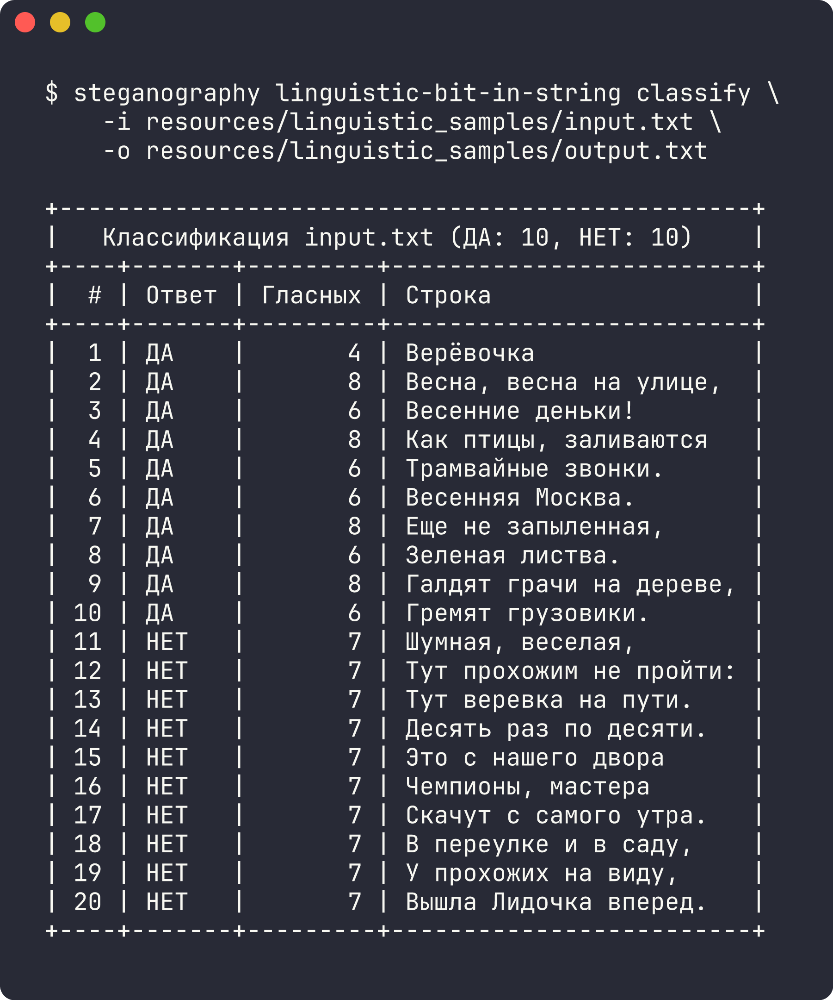 $ steganography linguistic-bit-in-string classify \
    -i resources/linguistic_samples/input.txt \
    -o resources/linguistic_samples/output.txt

+------------------------------------------------+
|   Классификация input.txt (ДА: 10, НЕТ: 10)    |
+----+-------+---------+-------------------------+
|  # | Ответ | Гласных | Строка                  |
+----+-------+---------+-------------------------+
|  1 | ДА    |       4 | Верёвочка               |
|  2 | ДА    |       8 | Весна, весна на улице,  |
|  3 | ДА    |       6 | Весенние деньки!        |
|  4 | ДА    |       8 | Как птицы, заливаются   |
|  5 | ДА    |       6 | Трамвайные звонки.      |
|  6 | ДА    |       6 | Весенняя Москва.        |
|  7 | ДА    |       8 | Еще не запыленная,      |
|  8 | ДА    |       6 | Зеленая листва.         |
|  9 | ДА    |       8 | Галдят грачи на дереве, |
| 10 | ДА    |       6 | Гремят грузовики.       |
| 11 | НЕТ   |       7 | Шумная, веселая,        |
| 12 | НЕТ   |       7 | Тут прохожим не пройти: |
| 13 | НЕТ   |       7 | Тут веревка на пути.    |
| 14 | НЕТ   |       7 | Десять раз по десяти.   |
| 15 | НЕТ   |       7 | Это с нашего двора      |
| 16 | НЕТ   |       7 | Чемпионы, мастера       |
| 17 | НЕТ   |       7 | Скачут с самого утра.   |
| 18 | НЕТ   |       7 | В переулке и в саду,    |
| 19 | НЕТ   |       7 | У прохожих на виду,     |
| 20 | НЕТ   |       7 | Вышла Лидочка вперед.   |
+----+-------+---------+-------------------------+